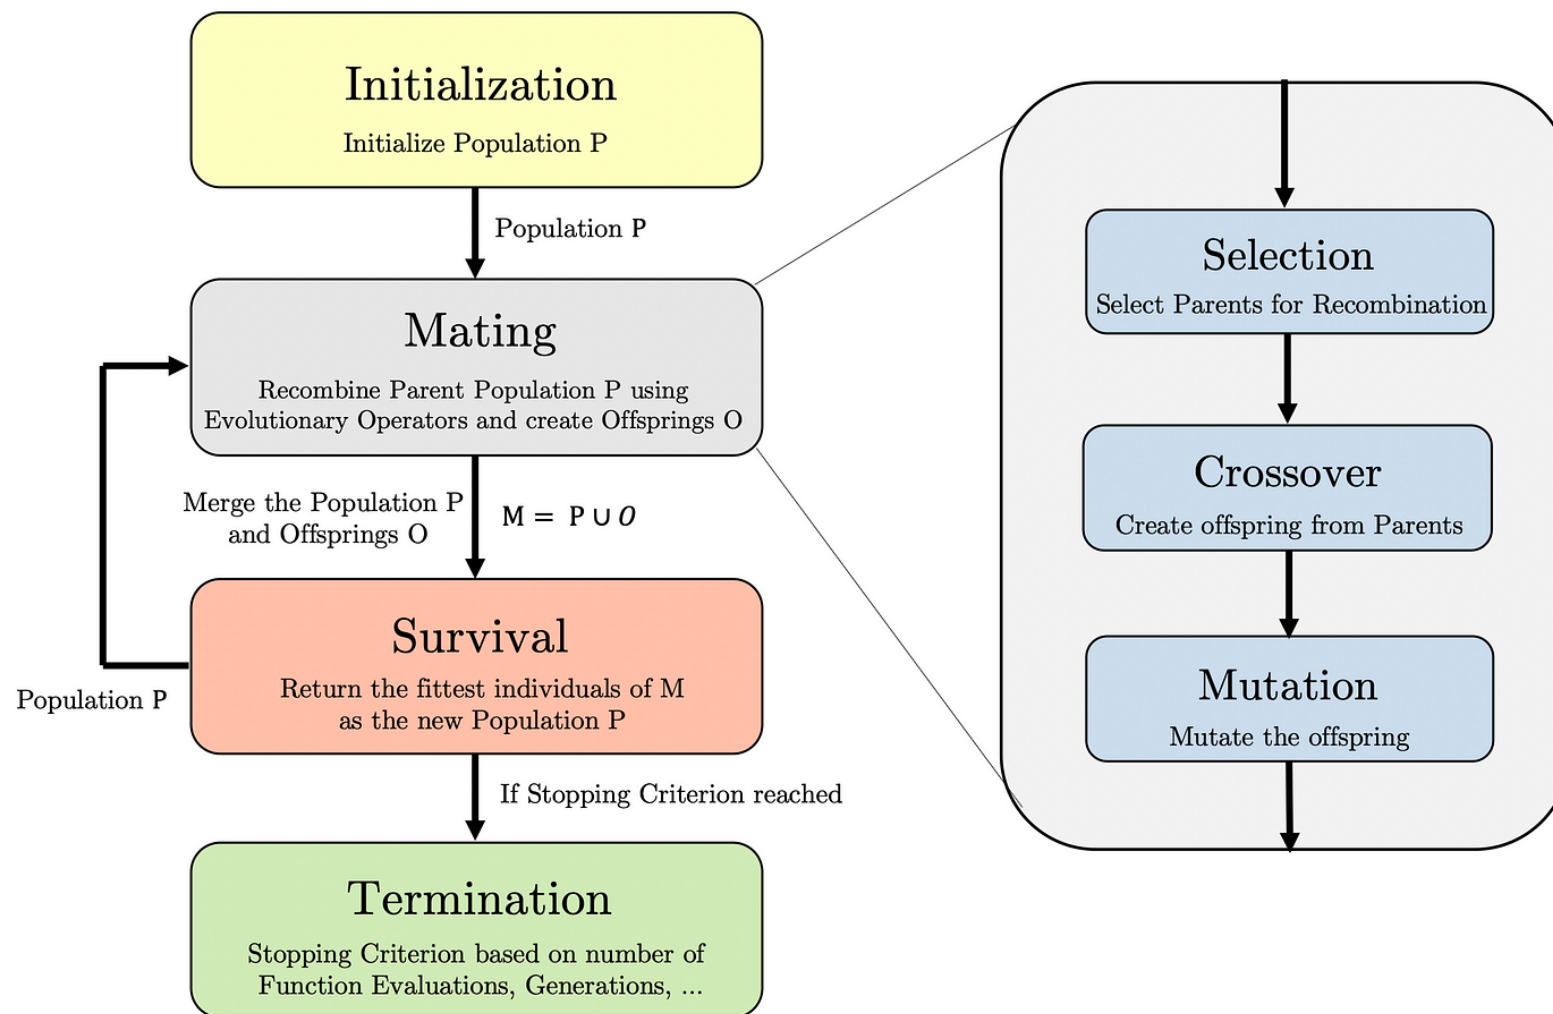 Initialization
Initialize Population P
Population P
Mating
Recombine Parent Population P using
Evolutionary Operators and create Offsprings O
Merge the Population P
and Offsprings O
M = P ∪ O
Survival
Return the fittest individuals of M
as the new Population P
Population P
If Stopping Criterion reached
Termination
Stopping Criterion based on number of
Function Evaluations, Generations, ...
Selection
Select Parents for Recombination
Crossover
Create offspring from Parents
Mutation
Mutate the offspring